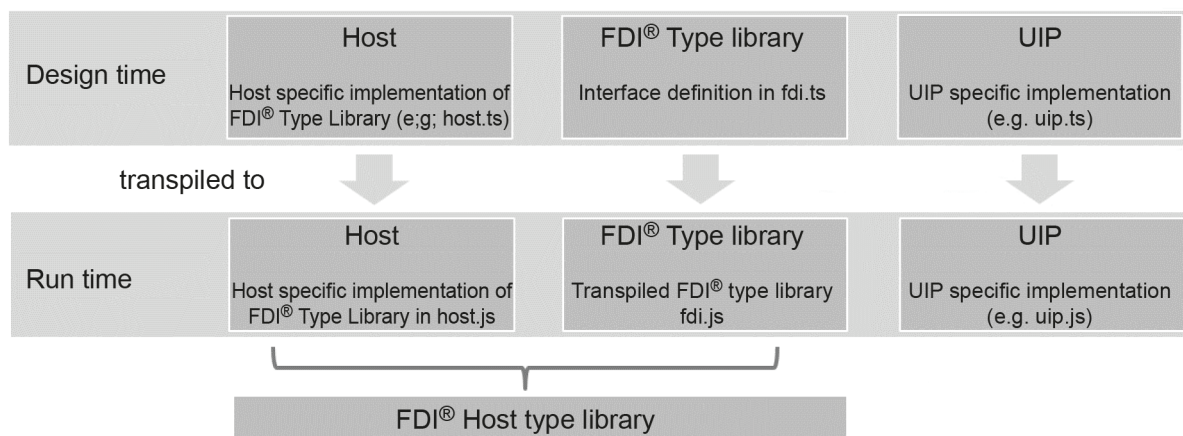 Host
FDI® Type library
UIP
Design time
Host specific implementation of
FDI® Type Library (e;g; host.ts)
Interface definition in fdi.ts
UIP specific implementation
(e.g. uip.ts)
transpiled to
Host
FDI® Type library
UIP
Run time
Host specific implementation of
FDI® Type Library in host.js
Transpiled FDI® type library
fdi.js
UIP specific implementation
(e.g. uip.js)
FDI® Host type library